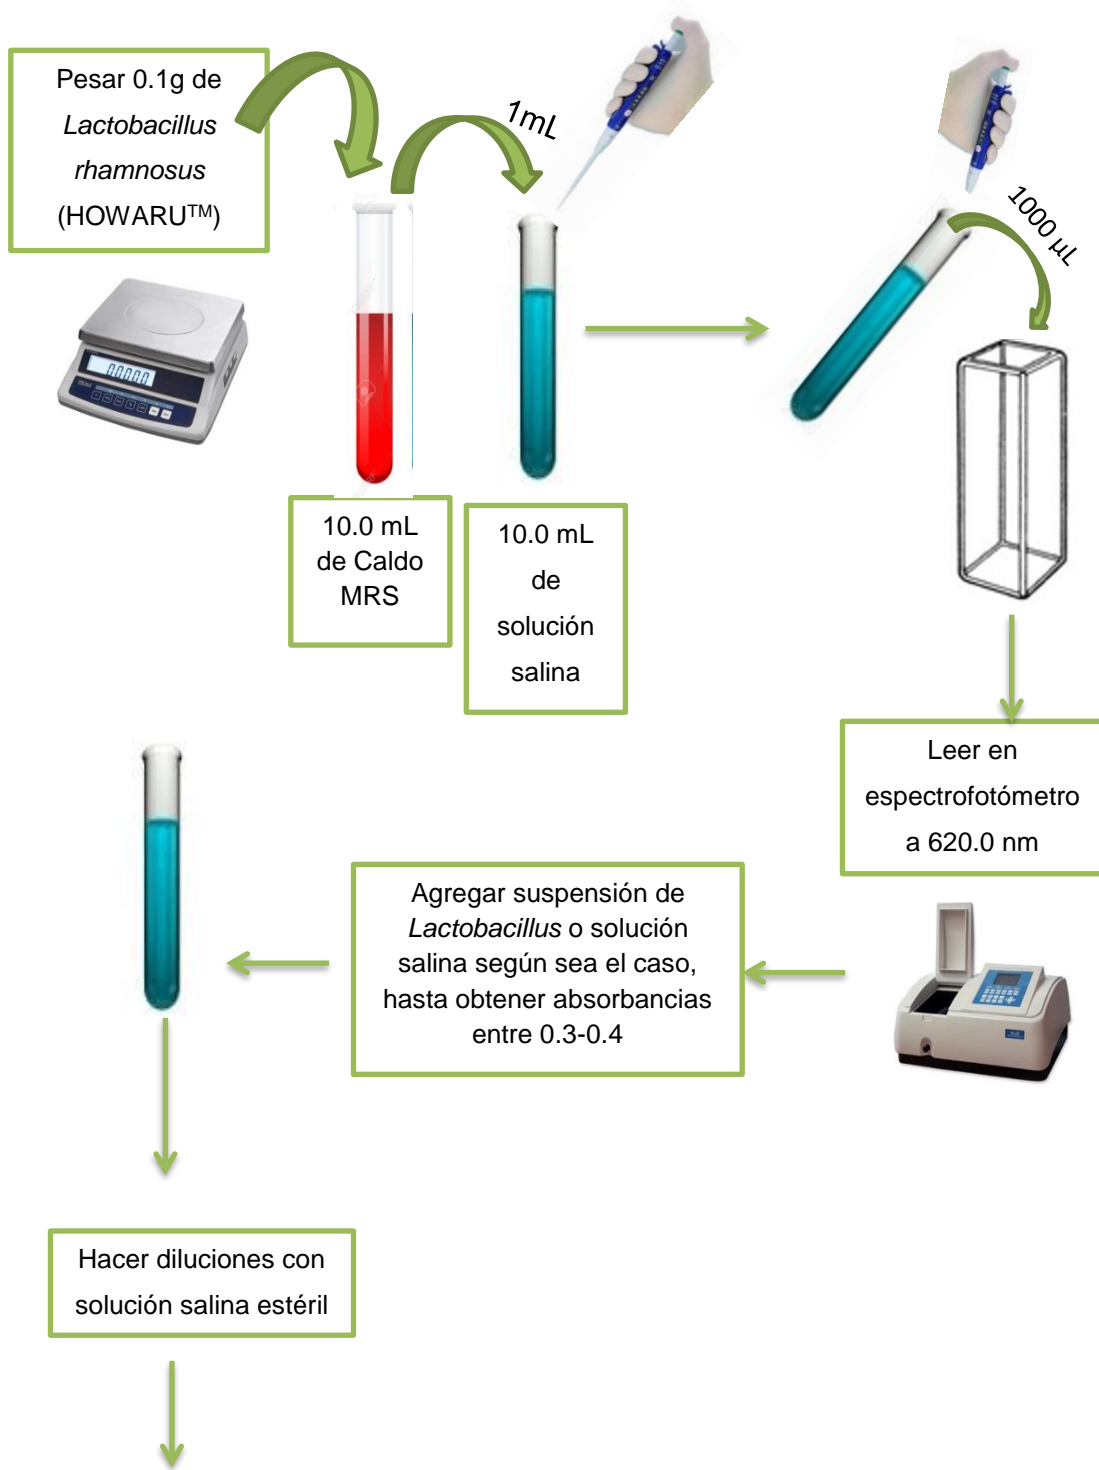 Pesar 0.1g de
Lactobacillus
rhamnosus
(HOWARU™)
1mL
1000 µL
00000
10.0 mL
de Caldo
MRS
10.0 mL
de
solución
salina
Leer en
espectrofotómetro
a 620.0 nm
Agregar suspensión de
Lactobacillus o solución
salina según sea el caso,
hasta obtener absorbancias
entre 0.3-0.4
Hacer diluciones con
solución salina estéril